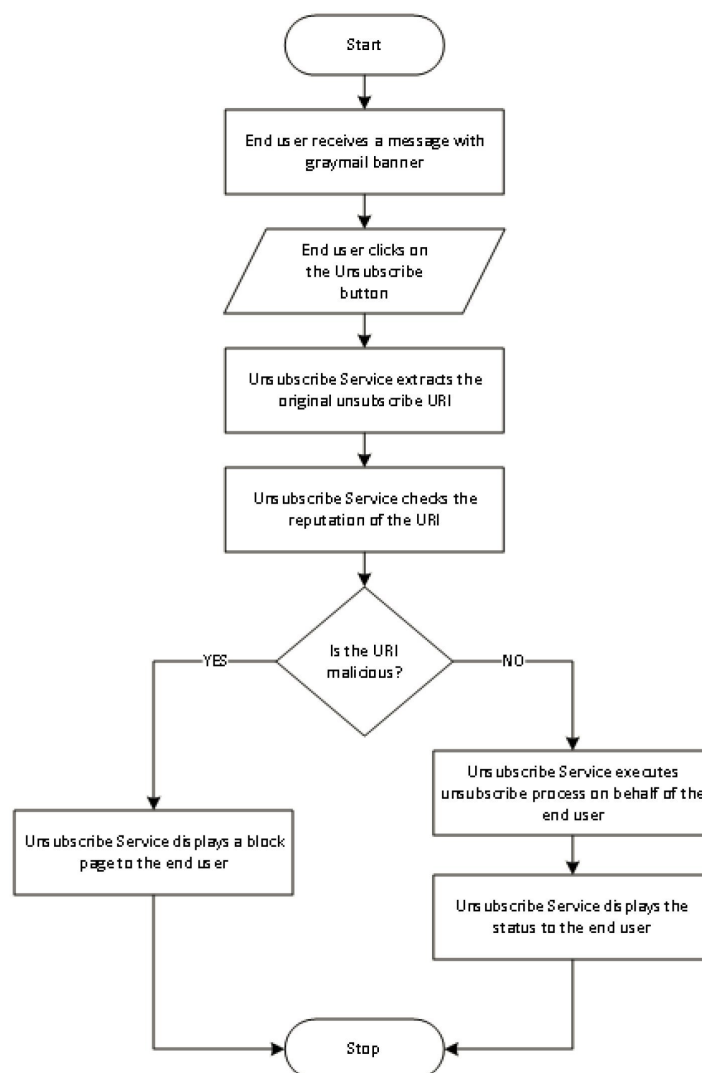 Start
End user receives a message with
graymail banner
End user clicks on
the Unsubscribe
button
Unsubscribe Service extracts the
original unsubscribe URI
Unsubscribe Service checks the
reputation of the URI
Is the URI
malicious?
YES
NO
Unsubscribe Service executes
unsubscribe process on behalf of the
end user
Unsubscribe Service displays a block
page to the end user
Unsubscribe Service displays the
status to the end user
Stop